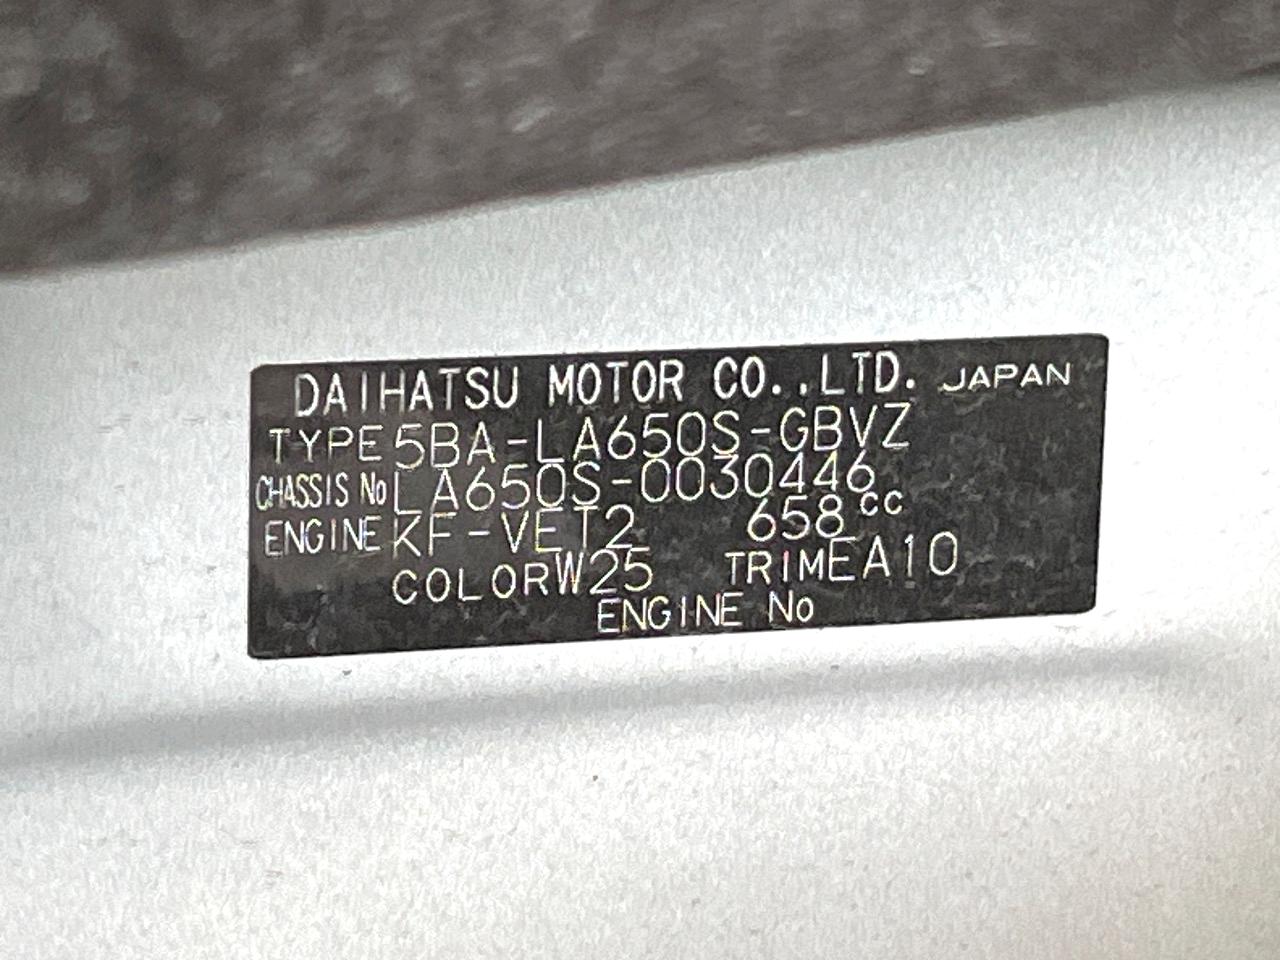 DAIHATSU MOTOR CO.,LTD. JAPAN
TYPE 5BA-LA650S-GBVZ
CHASSIS No LA650S-0030446
ENGINE KF-VET2 658cc
COLOR W25 TRIM EA10
ENGINE No